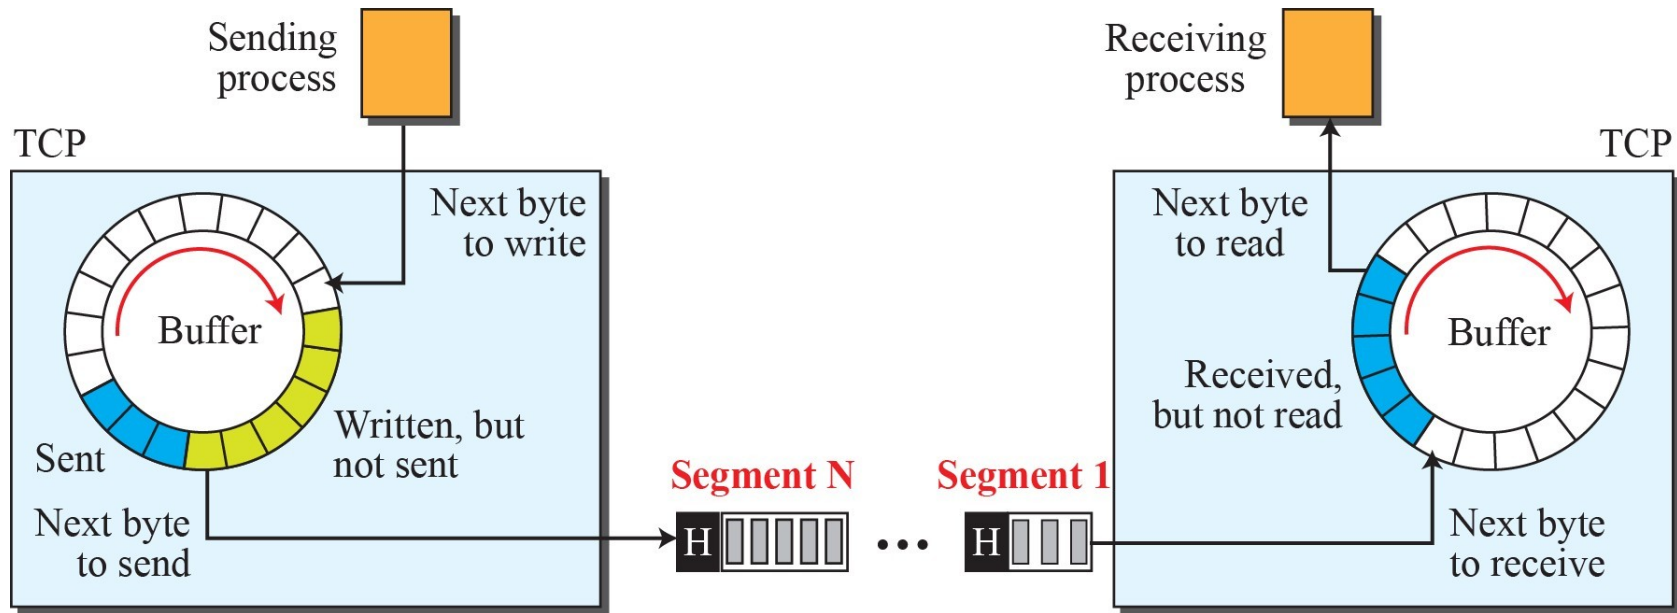 Sending
process
Receiving
process
TCP
TCP
Next byte
to write
Next byte
to read
Buffer
Buffer
Received,
but not read
Written, but
not sent
Sent
Segment N
Segment 1
Next byte
to send
H
...
H
Next byte
to receive